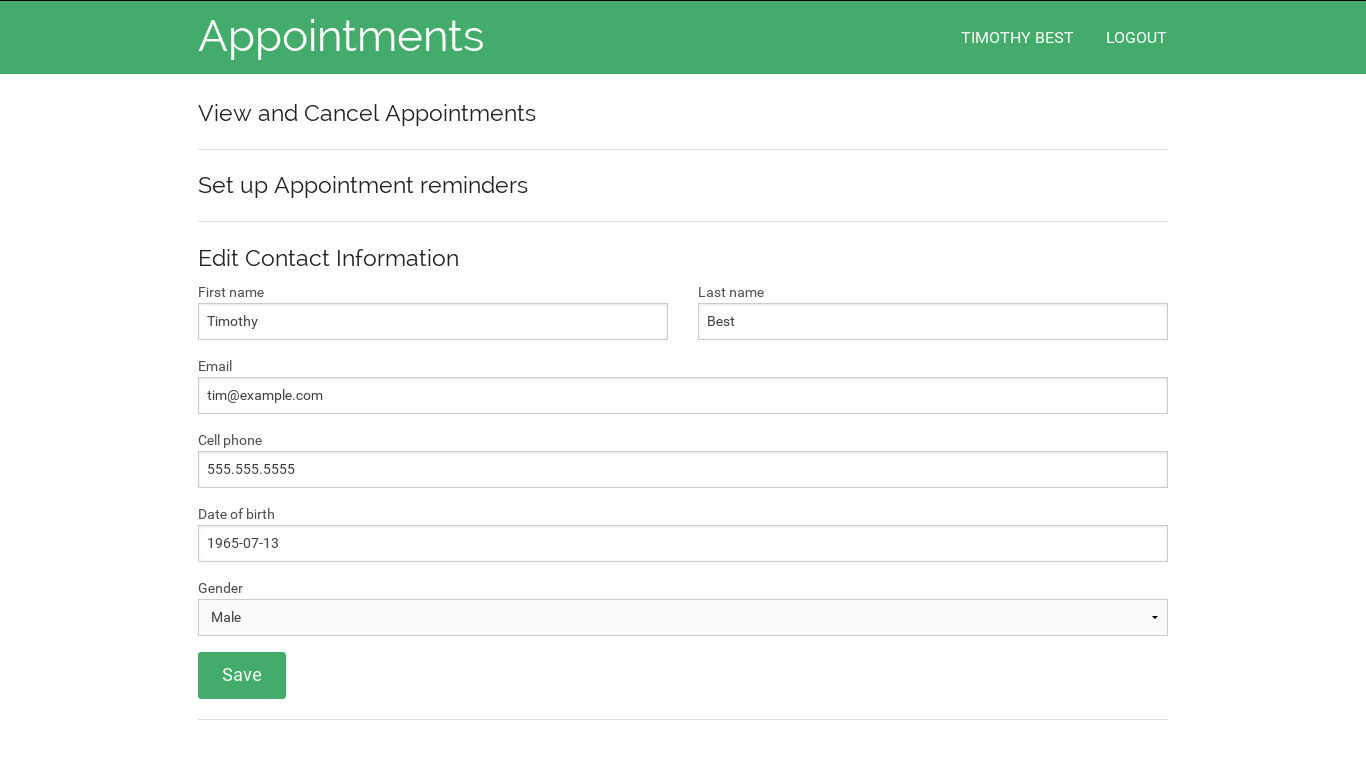 Appointments
TIMOTHY BEST
LOGOUT
View and Cancel Appointments
Set up Appointment reminders
Edit Contact Information
First name
Last name
Timothy
Best
Email
tim@example.com
Cell phone
555.555.5555
Date of birth
1965-07-13
Gender
Male
Save